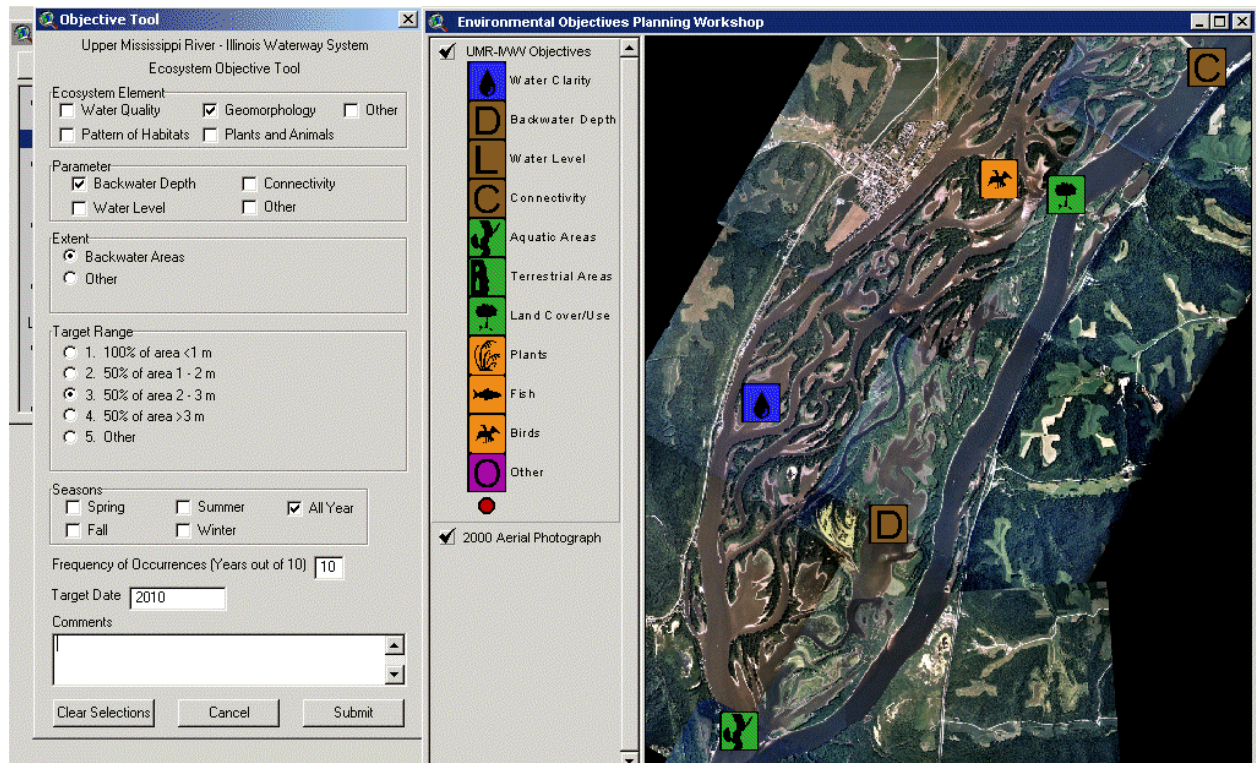 Objective Tool
Upper Mississippi River - Illinois Waterway System
Ecosystem Objective Tool
Ecosystem Element
Water Quality
Geomorphology
Other
Pattern of Habitats
Plants and Animals
Parameter
Backwater Depth
Connectivity
Water Level
Other
Extent
Backwater Areas
Other
Target Range
1. 100% of area <1 m
2. 50% of area 1 - 2 m
3. 50% of area 2 - 3 m
4. 50% of area >3 m
5. Other
Seasons
Spring
Summer
All Year
Fall
Winter
Frequency of Occurrences (Years out of 10) 10
Target Date 2010
Comments
Clear Selections
Cancel
Submit
Environmental Objectives Planning Workshop
UMR-IWW Objectives
Water Clarity
D Backwater Depth
L Water Level
C Connectivity
Aquatic Areas
Terrestrial Areas
Land Cover/Use
Plants
Fish
Birds
O Other
2000 Aerial Photograph
C
D